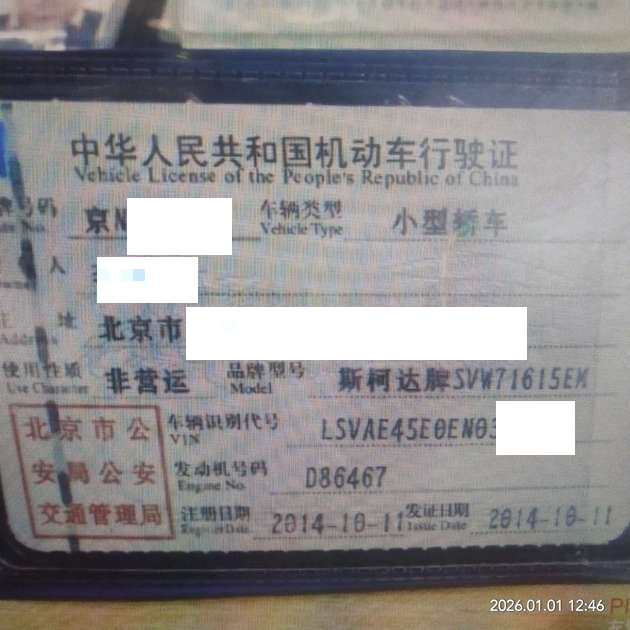 中华人民共和国机动车行驶证
Vehicle License of the People's Republic of China
牌号码 京N 车辆类型 小型轿车
Vehicle Type
人
址 北京市
Address
使用性质 非营运 品牌型号 斯柯达牌SVW71615EM
Use Character Model
北京市公 车辆识别代号 LSVAE45E0EN03
VIN
安局公安 发动机号码 D86467
Engine No.
交通管理局 注册日期 2014-10-11 发证日期 2014-10-11
Register Date Issue Date
2026.01.01 12:46